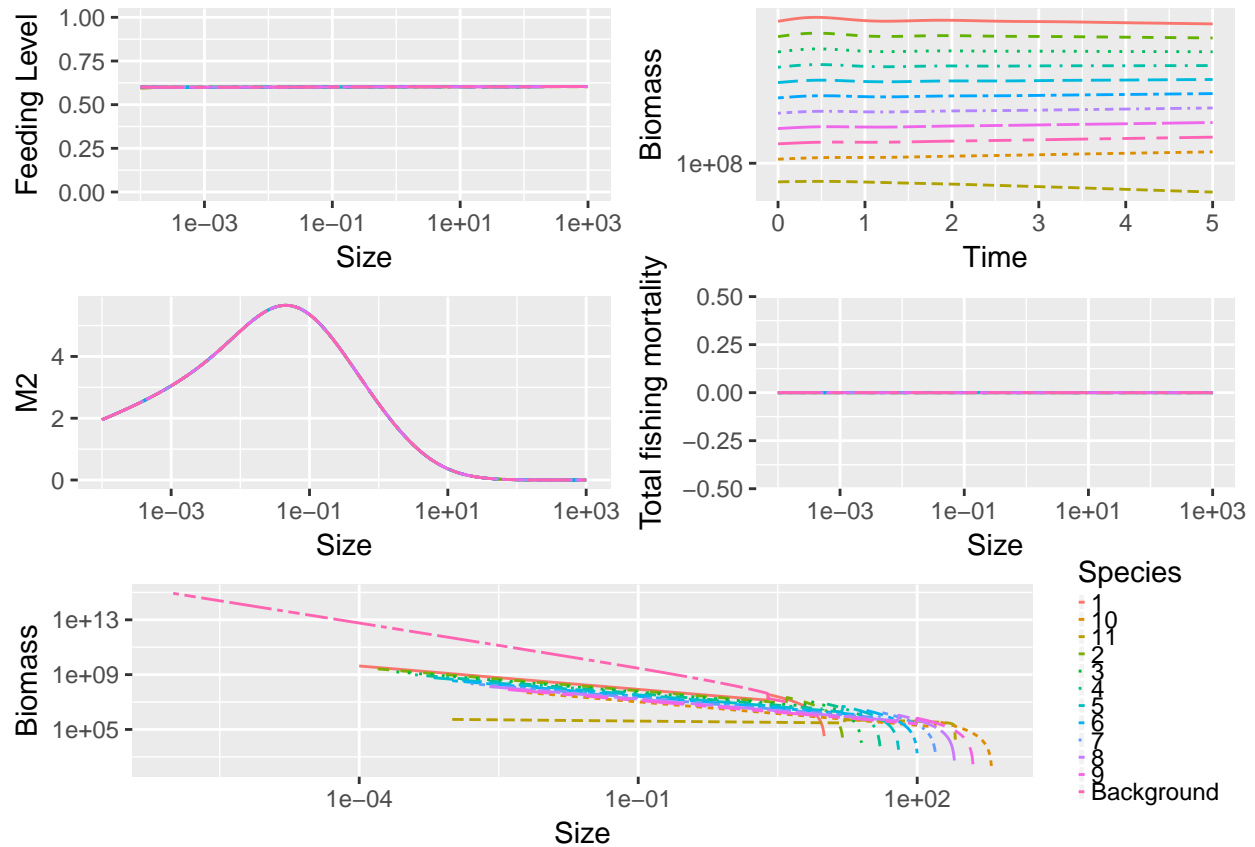 Feeding Level
1.00
0.75
0.50
0.25
0.00
1e−03
1e−01
1e+01
1e+03
Size
Biomass
1e+08
0
1
2
3
4
5
Time
M2
4
2
0
1e−03
1e−01
1e+01
1e+03
Size
Total fishing mortality
0.50
0.25
0.00
−0.25
−0.50
1e−03
1e−01
1e+01
1e+03
Size
Biomass
1e+13
1e+09
1e+05
1e−04
1e−01
1e+02
Size
Species
1
10
11
2
3
4
5
6
7
8
9
Background